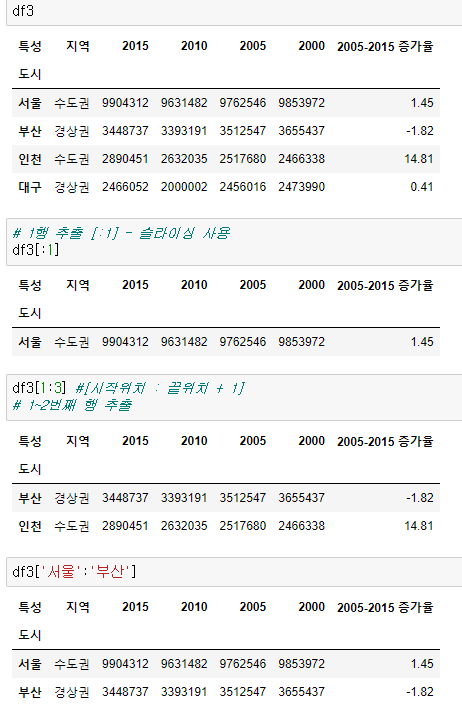 df3
특성 지역 2015 2010 2005 2000 2005-2015 증가율
도시
서울 수도권 9904312 9631482 9762546 9853972 1.45
부산 경상권 3448737 3393191 3512547 3655437 -1.82
인천 수도권 2890451 2632035 2517680 2466338 14.81
대구 경상권 2466052 2000002 2456016 2473990 0.41
# 1행 추출 [:1] - 슬라이싱 사용
df3[:1]
특성 지역 2015 2010 2005 2000 2005-2015 증가율
도시
서울 수도권 9904312 9631482 9762546 9853972 1.45
df3[1:3] #[시작위치 : 끝위치 + 1]
# 1~2번째 행 추출
특성 지역 2015 2010 2005 2000 2005-2015 증가율
도시
부산 경상권 3448737 3393191 3512547 3655437 -1.82
인천 수도권 2890451 2632035 2517680 2466338 14.81
df3['서울':'부산']
특성 지역 2015 2010 2005 2000 2005-2015 증가율
도시
서울 수도권 9904312 9631482 9762546 9853972 1.45
부산 경상권 3448737 3393191 3512547 3655437 -1.82